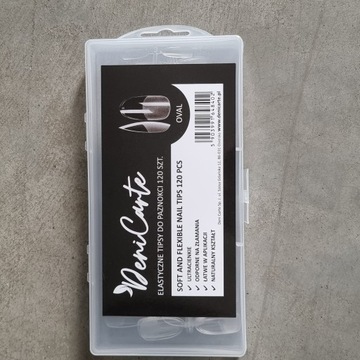 DeniCarte
ELASTYCZNE TIPSY DO PAZNOKCI 120 SZT.
SOFT AND FLEXIBLE NAIL TIPS 120 PCS
✓ ULTRACIENKIE
✓ ODPORNE NA ZŁAMANIA
✓ ŁATWE W APLIKACJI
✓ NATURALNY KSZTAŁT
OVAL
www.denicarte.pl